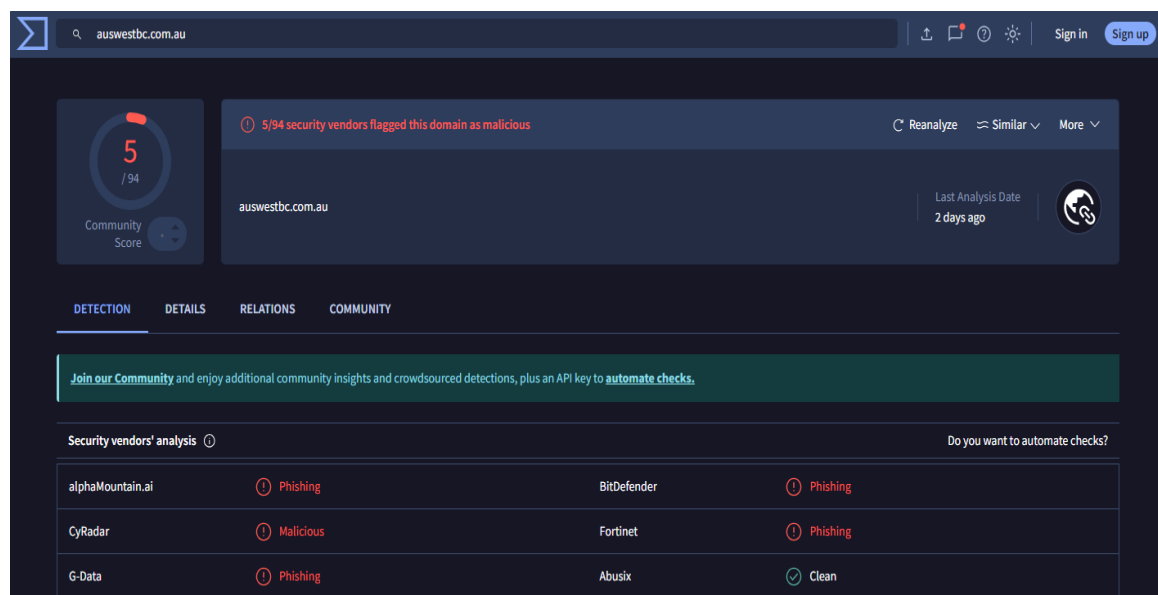 auswestbc.com.au Sign in Sign up
5/94 security vendors flagged this domain as malicious Reanalyze Similar More
5
/ 94
Community
Score
auswestbc.com.au
Last Analysis Date
2 days ago
DETECTION DETAILS RELATIONS COMMUNITY
Join our Community and enjoy additional community insights and crowdsourced detections, plus an API key to automate checks.
Security vendors' analysis Do you want to automate checks?
alphaMountain.ai Phishing BitDefender Phishing
CyRadar Malicious Fortinet Phishing
G-Data Phishing Abusix Clean